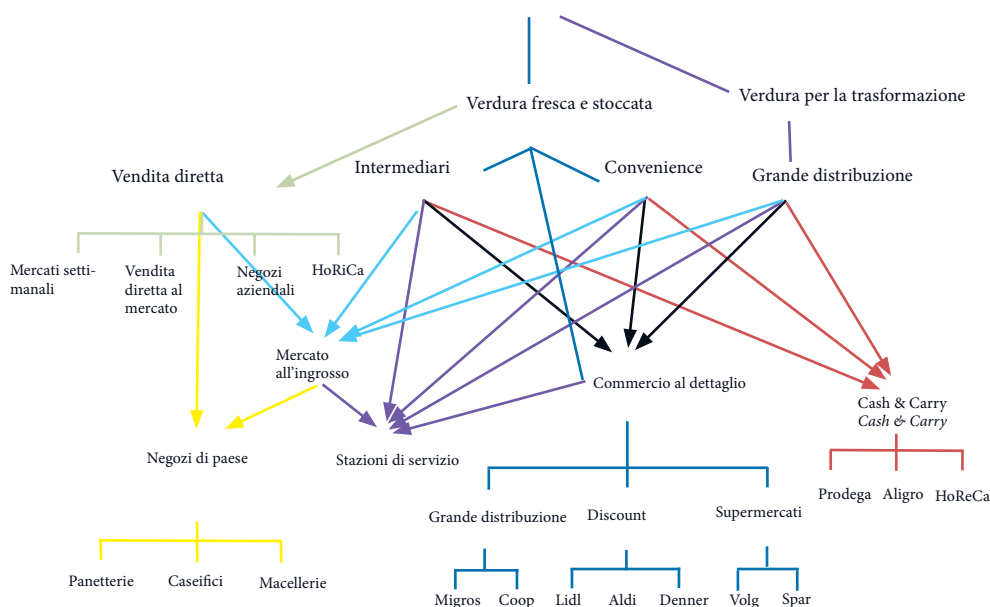 Verdura fresca e stoccata
Verdura per la trasformazione
Vendita diretta
Intermediari
Convenience
Grande distribuzione
Mercati setti-
manali
Vendita
diretta al
mercato
Negozi
aziendali
HoRiCa
Mercato
all'ingrosso
Commercio al dettaglio
Cash & Carry
Cash & Carry
Negozi di paese
Stazioni di servizio
Prodega
Aligro
HoReCa
Grande distribuzione
Discount
Supermercati
Panetterie
Caseifici
Macellerie
Migros
Coop
Lidl
Aldi
Denner
Volg
Spar